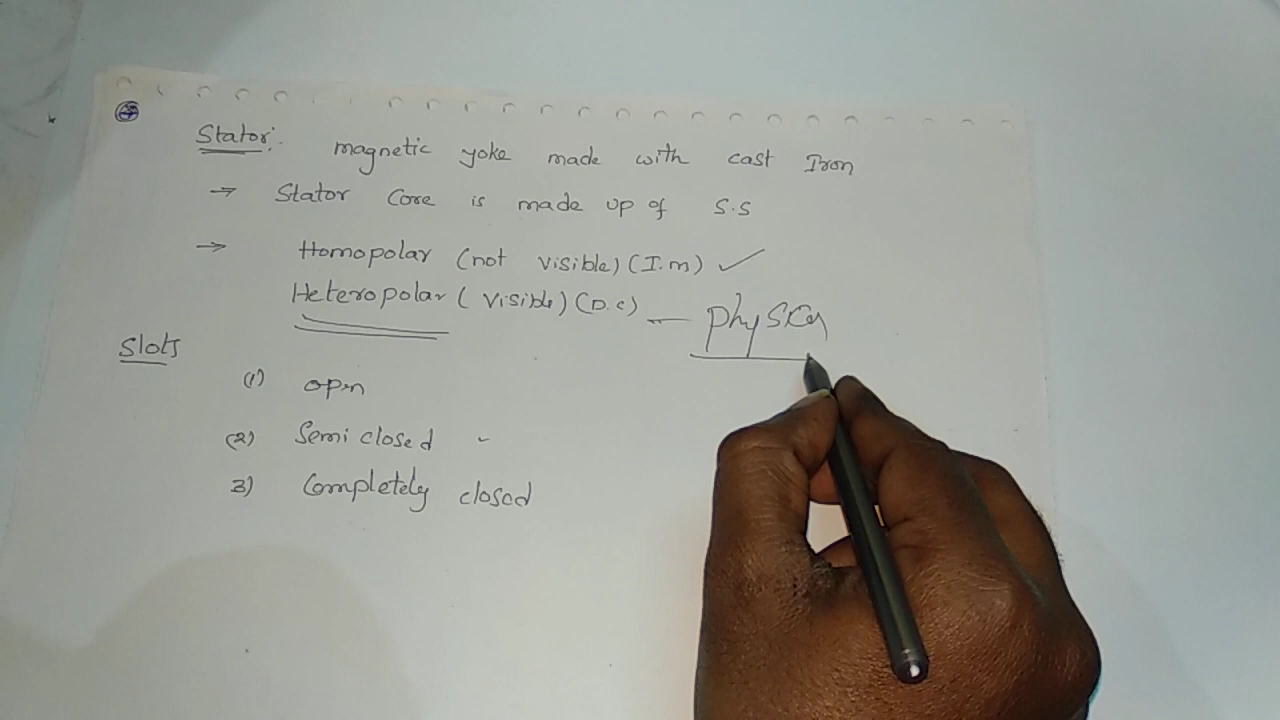 Stator:- magnetic yoke made with cast Iron
→ Stator Core is made up of S.S
→ Homopolar (not visible) (I.m) ✓
Heteropolar (visible) (D.c) —
Slots
(1) open
(2) Semi closed -
3) Completely closed